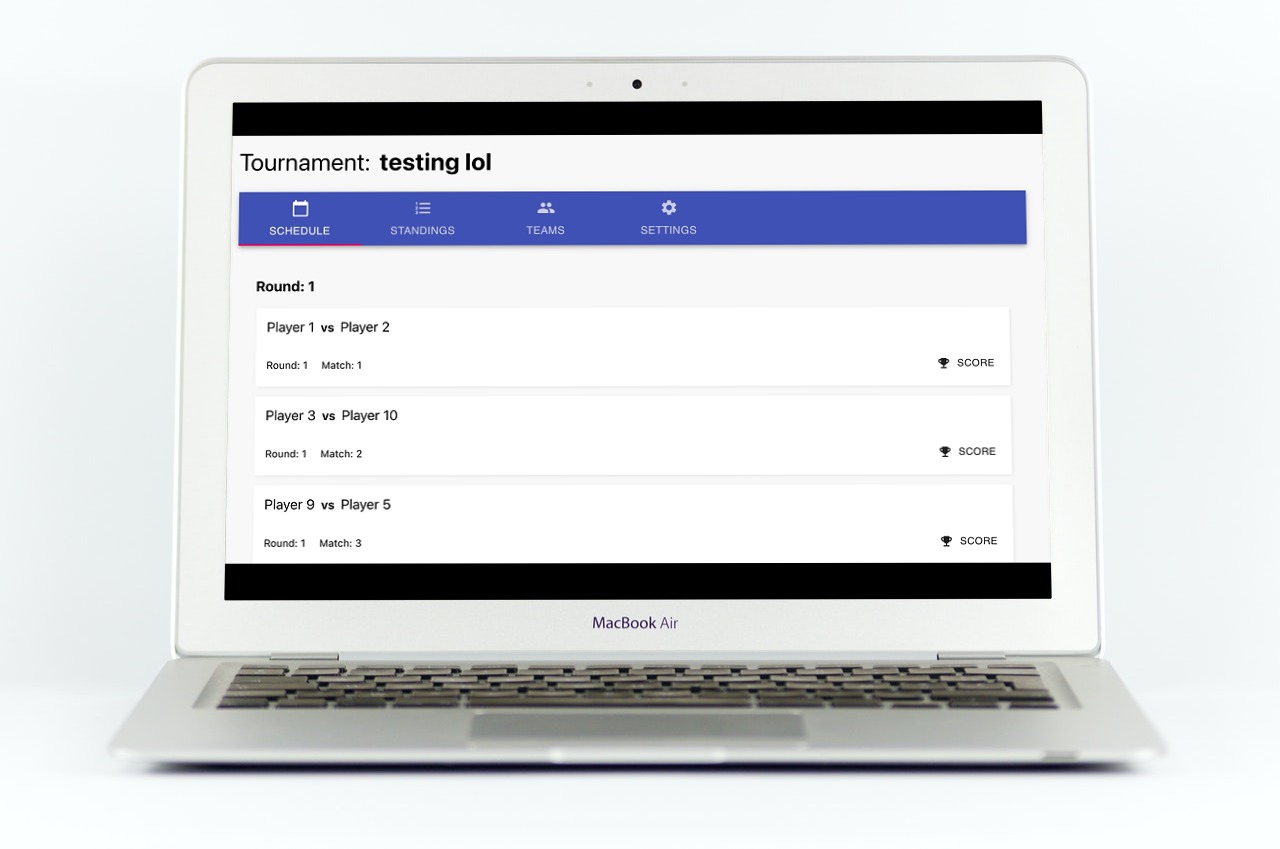 Tournament: testing lol
SCHEDULE STANDINGS TEAMS SETTINGS
Round: 1
Player 1 vs Player 2
Round: 1 Match: 1 SCORE
Player 3 vs Player 10
Round: 1 Match: 2 SCORE
Player 9 vs Player 5
Round: 1 Match: 3 SCORE
MacBook Air